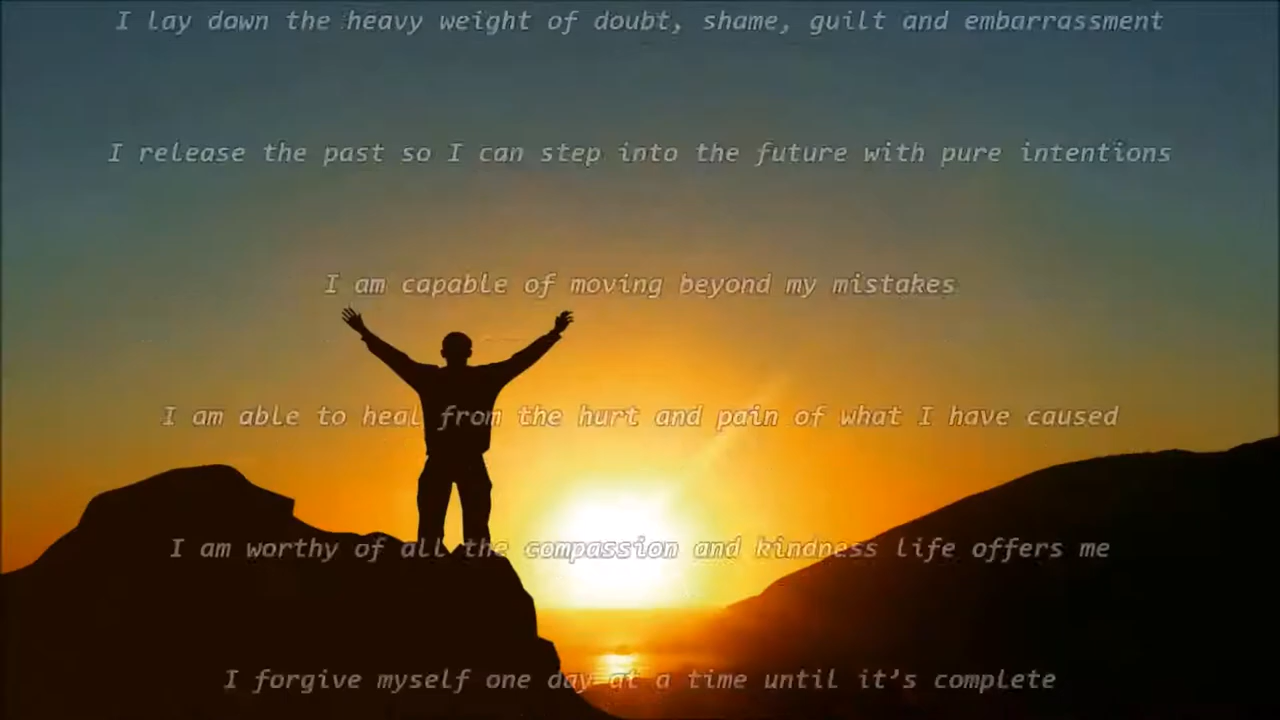 I lay down the heavy weight of doubt, shame, guilt and embarrassment
I release the past so I can step into the future with pure intentions
I am capable of moving beyond my mistakes
I am able to heal from the hurt and pain of what I have caused
I am worthy of all the compassion and kindness life offers me
I forgive myself one day at a time until it’s complete